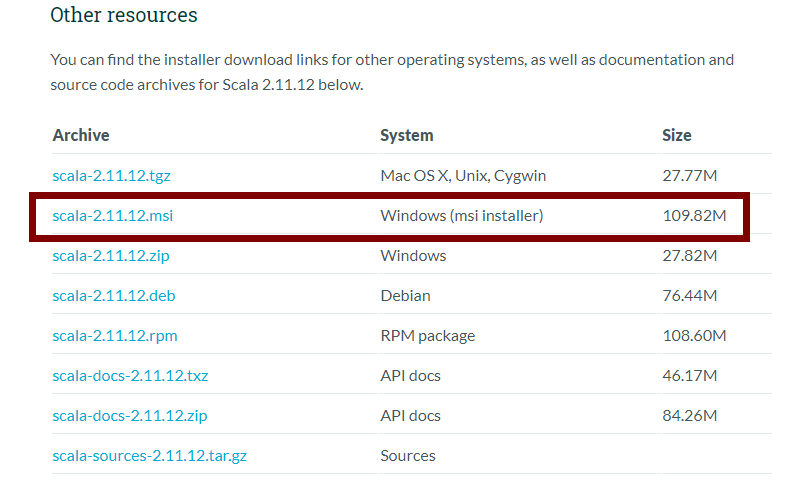 Other resources
You can find the installer download links for other operating systems, as well as documentation and
source code archives for Scala 2.11.12 below.
Archive System Size
scala-2.11.12.tgz Mac OS X, Unix, Cygwin 27.77M
scala-2.11.12.msi Windows (msi installer) 109.82M
scala-2.11.12.zip Windows 27.82M
scala-2.11.12.deb Debian 76.44M
scala-2.11.12.rpm RPM package 108.60M
scala-docs-2.11.12.txz API docs 46.17M
scala-docs-2.11.12.zip API docs 84.26M
scala-sources-2.11.12.tar.gz Sources